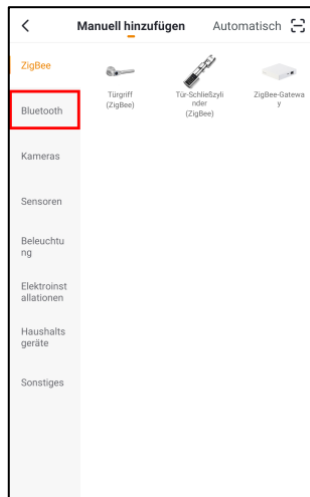 Manuell hinzufügen Automatisch
ZigBee
Türgriff
(ZigBee)
Tür-Schließzyli
nder
(ZigBee)
ZigBee-Gatewa
y
Bluetooth
Kameras
Sensoren
Beleuchtu
ng
Elektroinst
allationen
Haushalts
geräte
Sonstiges